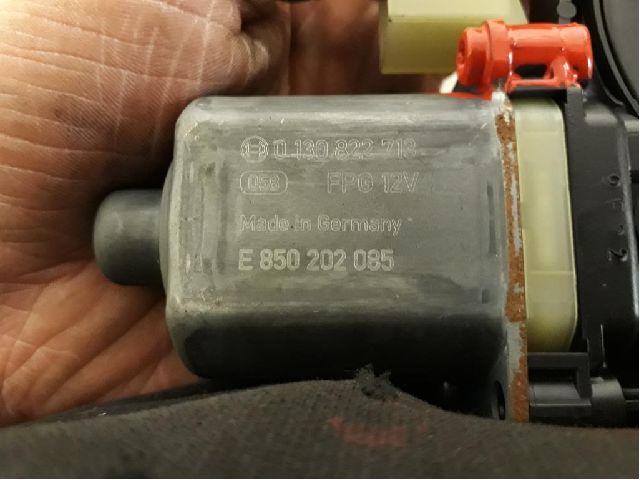 0 130 822 713
058 FPG 12V
Made in Germany
E 850 202 085